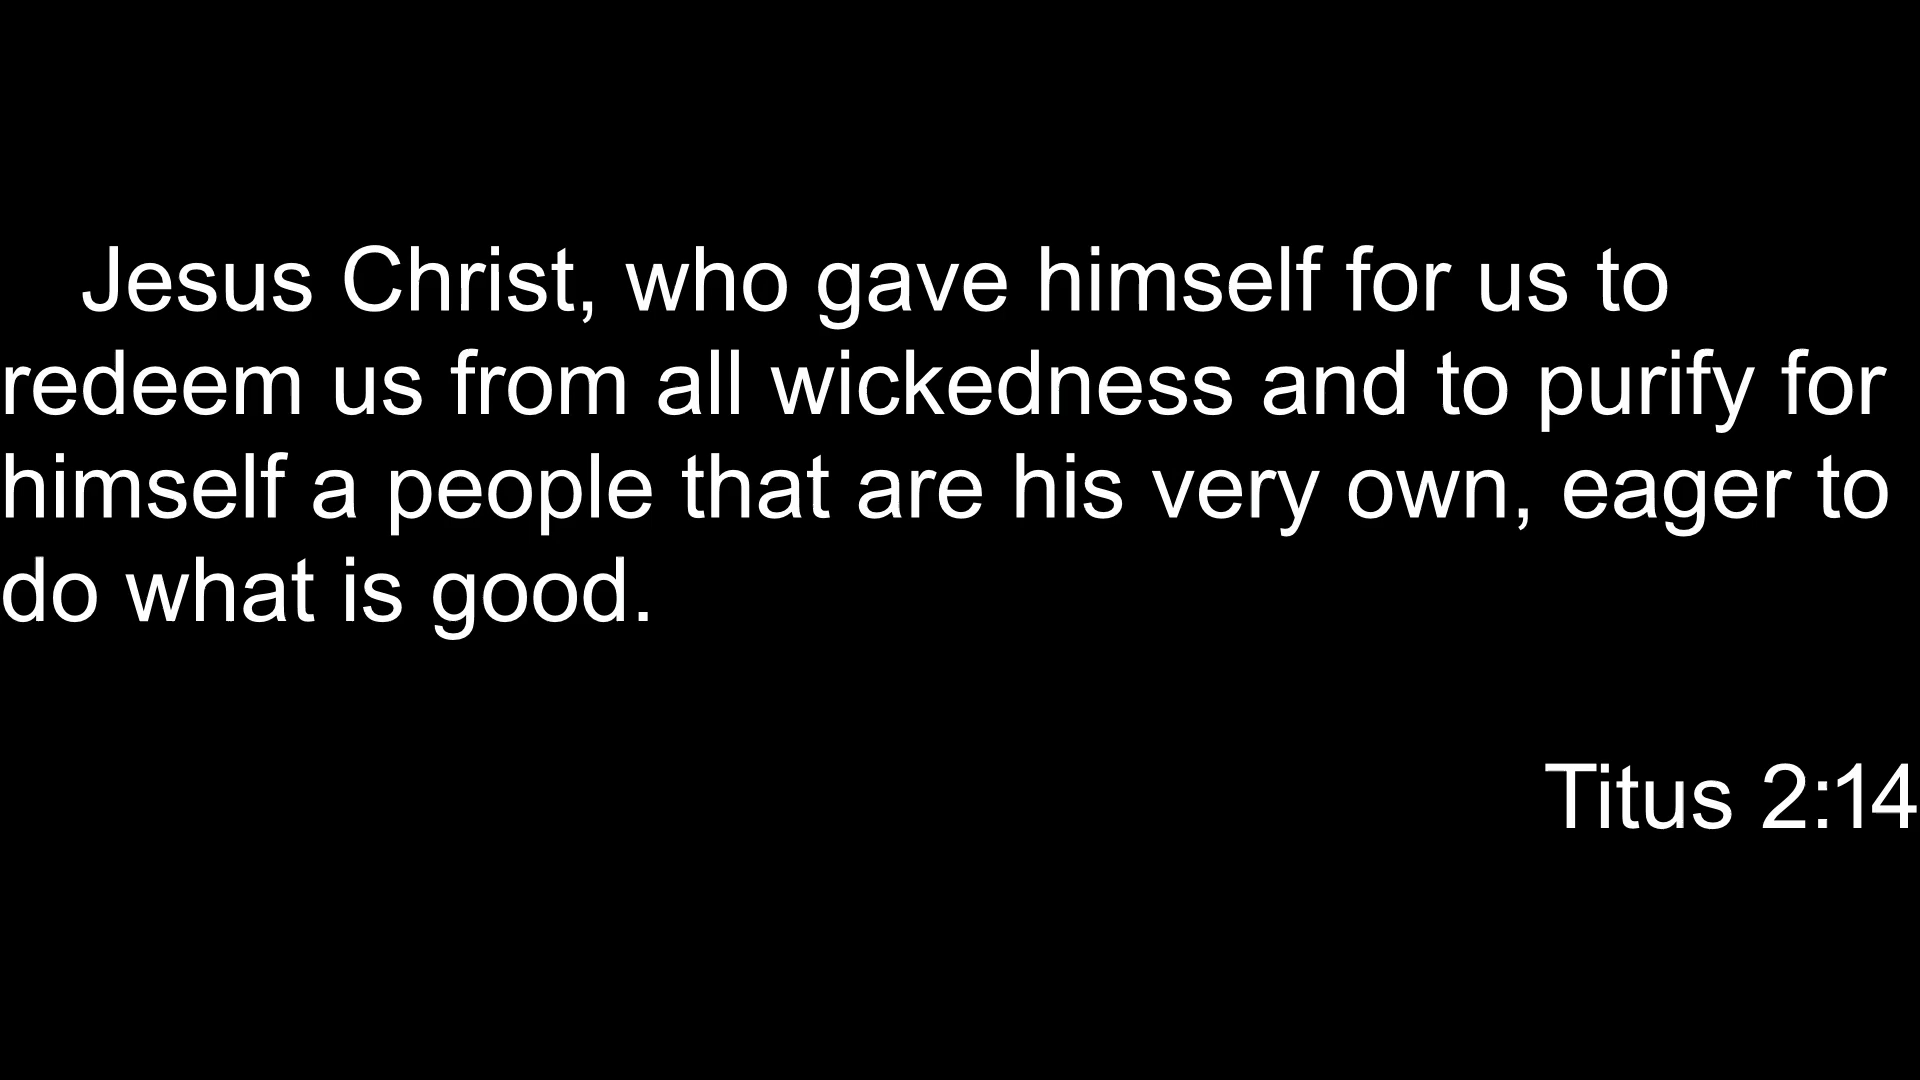 Jesus Christ, who gave himself for us to
redeem us from all wickedness and to purify for
himself a people that are his very own, eager to
do what is good.
Titus 2:14